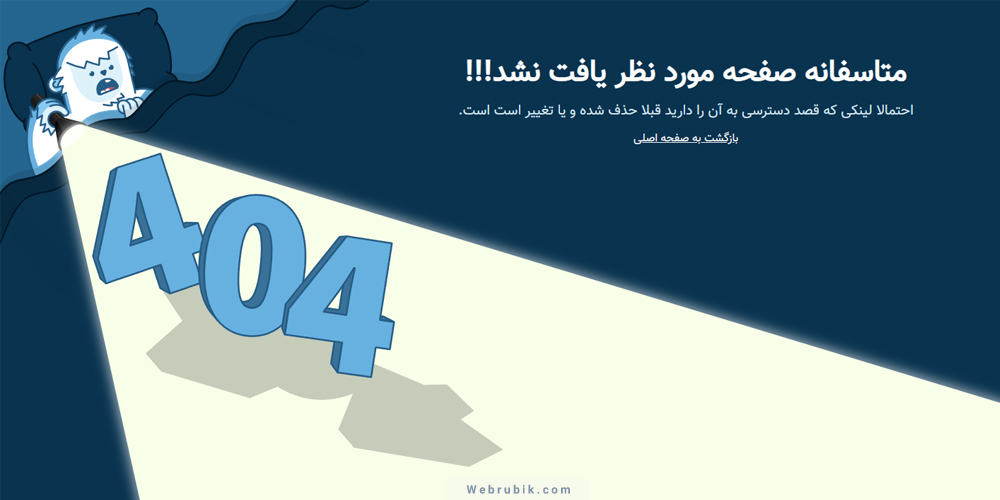 متاسفانه صفحه مورد نظر یافت نشد!!!
احتمالا لینکی که قصد دسترسی به آن را دارید قبلا حذف شده و یا تغییر است است.
بازگشت به صفحه اصلی
404
Webrubik.com